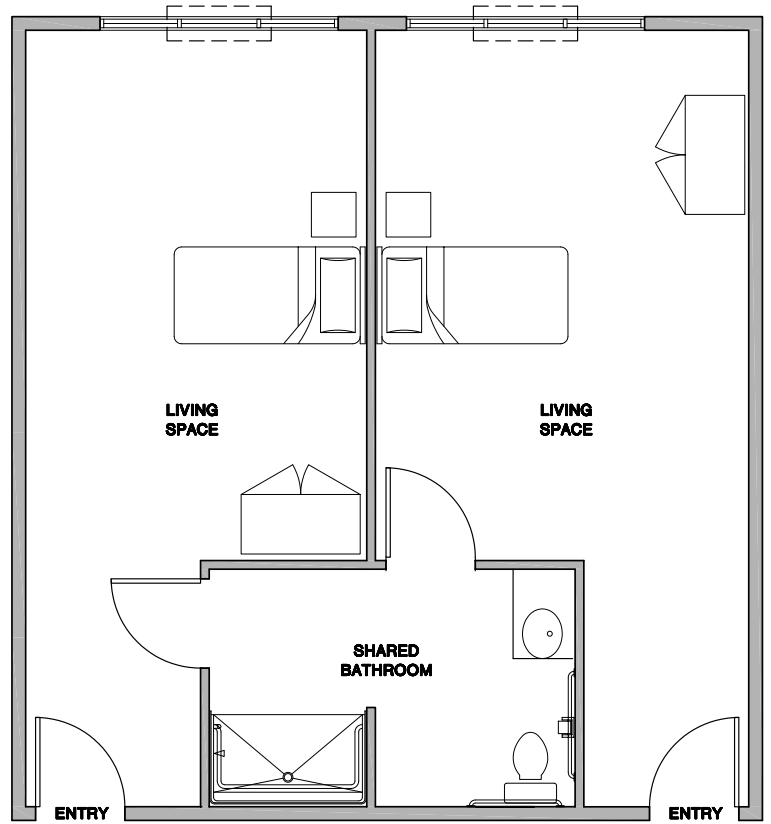 LIVING
SPACE
LIVING
SPACE
SHARED
BATHROOM
ENTRY
ENTRY